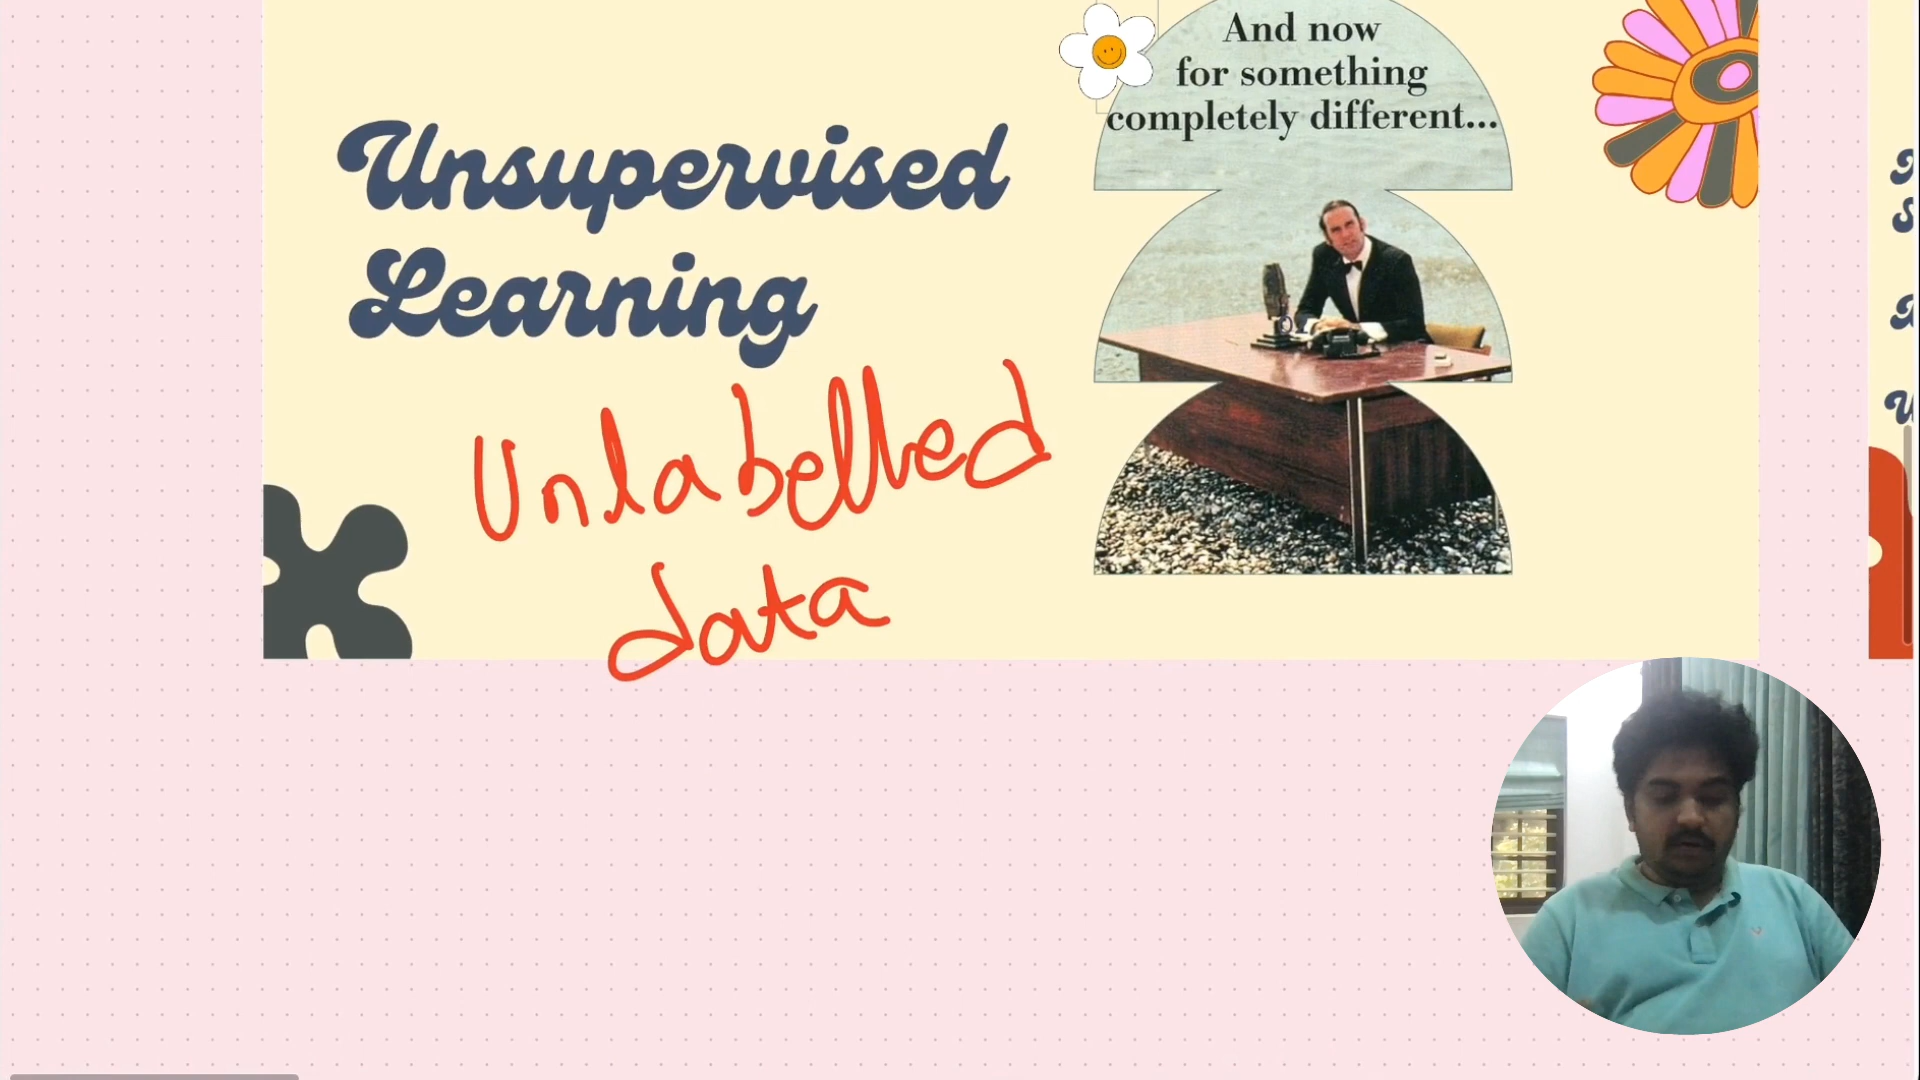 And now
for something
completely different...
Unsupervised
Learning
Unlabelled
data